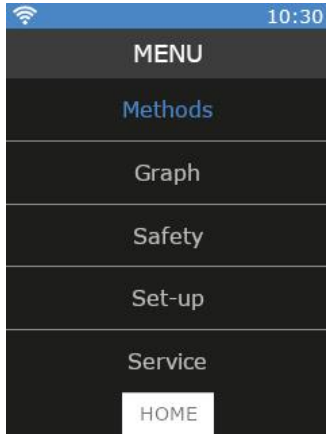 10:30
MENU
Methods
Graph
Safety
Set-up
Service
HOME